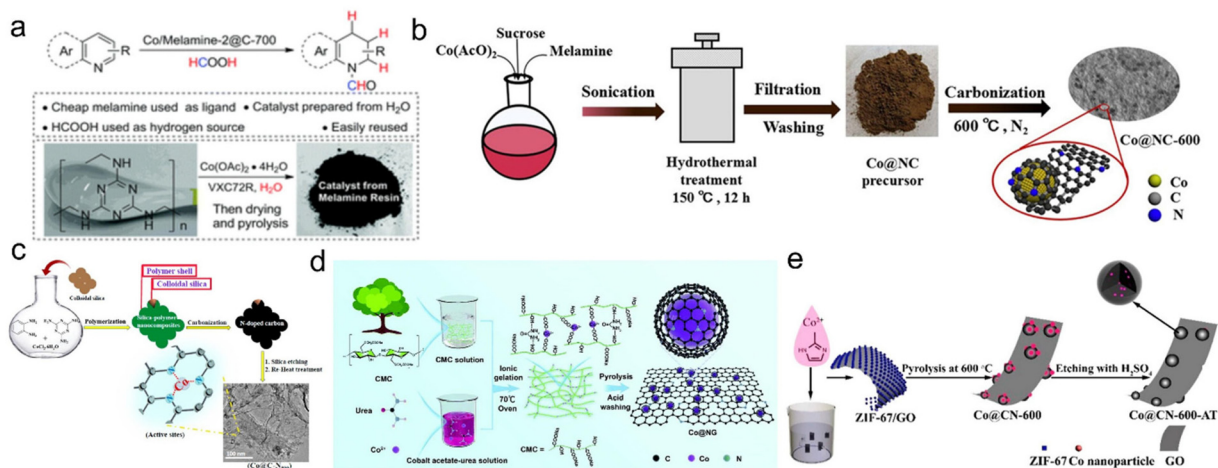 a
Ar
R
N
Co/Melamine-2@C-700
HCOOH
Ar
H
H
H
R
N
H
CHO
• Cheap melamine used as ligand
• Catalyst prepared from H₂O
• HCOOH used as hydrogen source
• Easily reused
NH
N
N
N
N
H
N
H
n
Co(OAc)₂ • 4H₂O
VXC72R, H₂O
Then drying
and pyrolysis
Catalyst from
Melamine Resin
b
Sucrose
Co(AcO)₂
Melamine
Sonication
Hydrothermal
treatment
150 ℃, 12 h
Filtration
Washing
Co@NC
precursor
Carbonization
600 ℃, N₂
Co@NC-600
Co
C
N
c
Colloidal silica
Polymerization
Polymer shell
Colloidal silica
Silica-polymer
nanocomposites
Carbonization
N-doped carbon
1. Silica etching
2. Re-Heat treatment
Co
(Active sites)
100 nm
d
CMC
Urea
Co²⁺
CMC solution
Cobalt acetate-urea solution
Ionic
gelation
70℃
Oven
CMC =
Pyrolysis
Acid
washing
Co@NG
C
Co
N
e
Co²⁺
HN
N
ZIF-67/GO
Pyrolysis at 600 °C
Co@CN-600
Etching with H₂SO₄
Co@CN-600-AT
ZIF-67
Co nanoparticle
GO